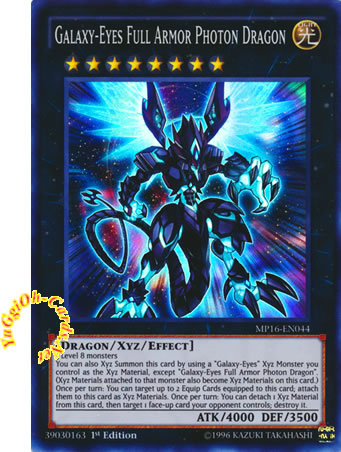 GALAXY-EYES FULL ARMOR PHOTON DRAGON
LIGHT
光
MP16-EN044
[DRAGON/XYZ/EFFECT]
Level 8 monsters
You can also Xyz Summon this card by using a "Galaxy-Eyes" Xyz Monster you
control as the Xyz Material, except "Galaxy-Eyes Full Armor Photon Dragon".
(Xyz Materials attached to that monster also become Xyz Materials on this card.)
Once per turn: You can target up to 2 Equip Cards equipped to this card; attach
them to this card as Xyz Materials. Once per turn: You can detach 1 Xyz Material
from this card, then target 1 face-up card your opponent controls; destroy it.
ATK/4000 DEF/3500
39030163 1st Edition
©1996 KAZUKI TAKAHASHI